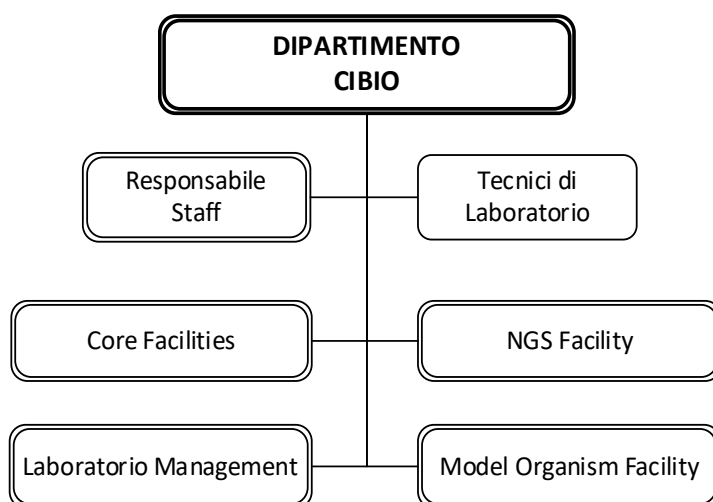 DIPARTIMENTO
CIBIO
Responsabile
Staff
Tecnici di
Laboratorio
Core Facilities
NGS Facility
Laboratorio Management
Model Organism Facility